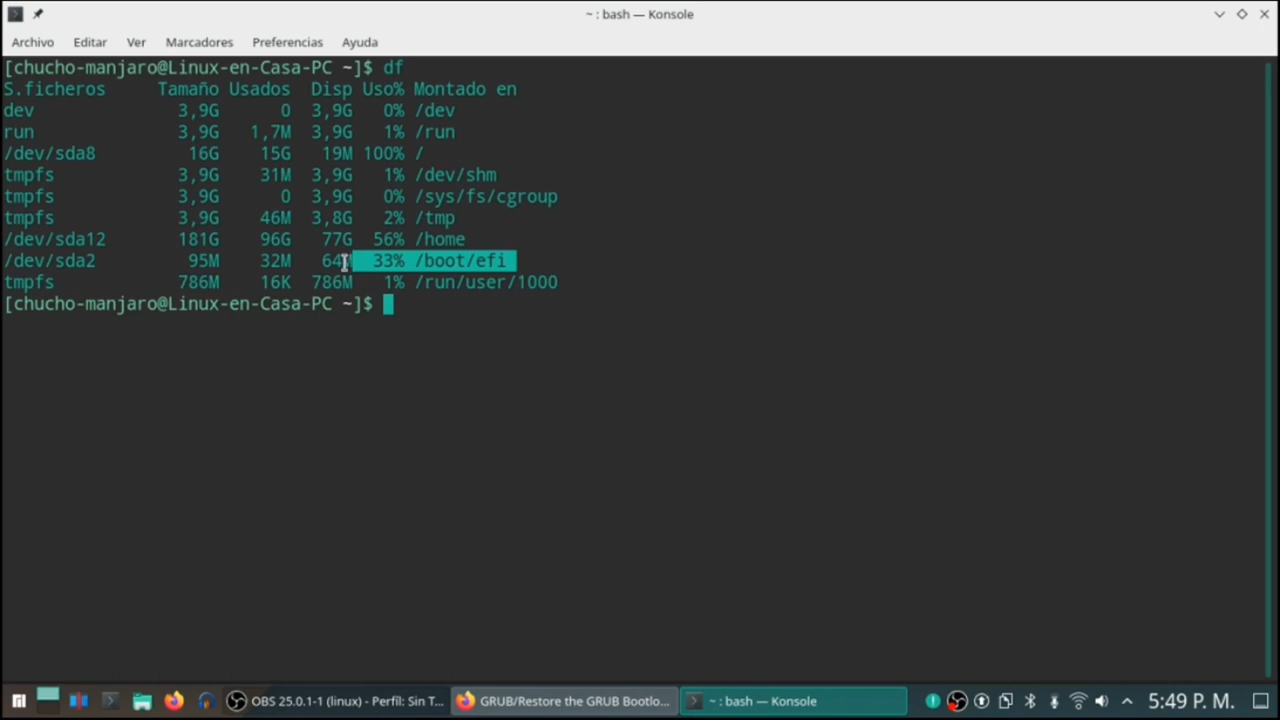 ~ : bash — Konsole
Archivo Editar Ver Marcadores Preferencias Ayuda
[chucho-manjaro@Linux-en-Casa-PC ~]$ df
S.ficheros Tamaño Usados Disp Uso% Montado en
dev 3,9G 0 3,9G 0% /dev
run 3,9G 1,7M 3,9G 1% /run
/dev/sda8 16G 15G 19M 100% /
tmpfs 3,9G 31M 3,9G 1% /dev/shm
tmpfs 3,9G 0 3,9G 0% /sys/fs/cgroup
tmpfs 3,9G 46M 3,8G 2% /tmp
/dev/sda12 181G 96G 77G 56% /home
/dev/sda2 95M 32M 64M 33% /boot/efi
tmpfs 786M 16K 786M 1% /run/user/1000
[chucho-manjaro@Linux-en-Casa-PC ~]$
OBS 25.0.1-1 (linux) - Perfil: Sin T... GRUB/Restore the GRUB Bootlo... ~ : bash — Konsole 5:49 P. M.